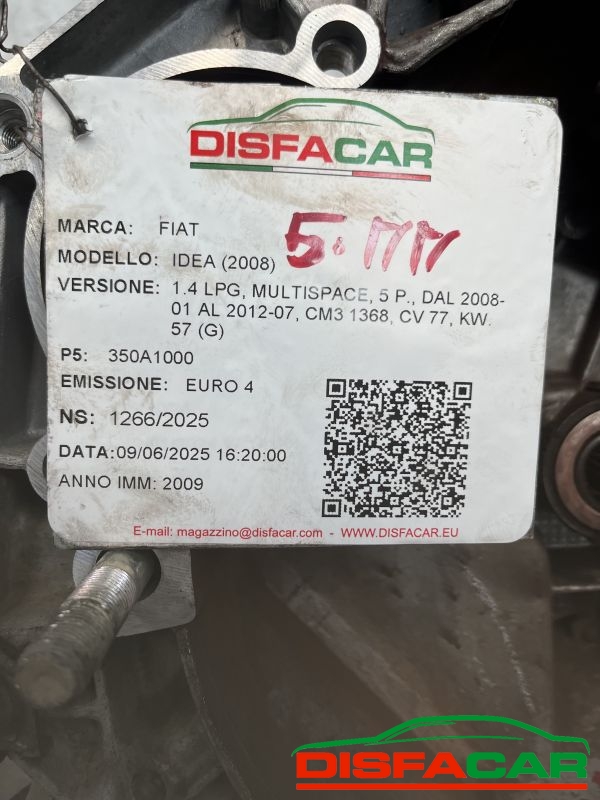 DISFACAR
MARCA: FIAT
5.
MODELLO: IDEA (2008)
VERSIONE: 1.4 LPG, MULTISPACE, 5 P., DAL 2008-
01 AL 2012-07, CM3 1368, CV 77, KW.
57 (G)
P5: 350A1000
EMISSIONE: EURO 4
NS: 1266/2025
DATA:09/06/2025 16:20:00
ANNO IMM: 2009
E-mail: magazzino@disfacar.com - WWW.DISFACAR.EU
DISFACAR